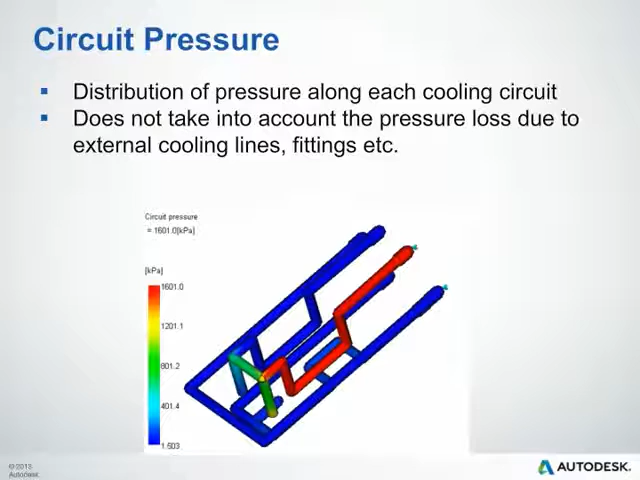 Circuit Pressure
▪ Distribution of pressure along each cooling circuit
▪ Does not take into account the pressure loss due to
external cooling lines, fittings etc.
Circuit pressure
= 1601.0[kPa]
[kPa]
1601.0
1201.1
801.2
401.4
1.503
© 2013
Autodesk
AUTODESK.